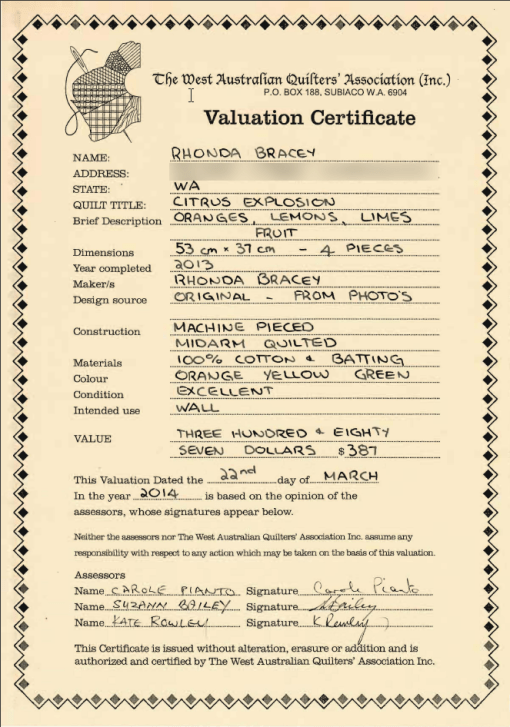 The West Australian Quilters' Association (Inc.)
P.O. BOX 188, SUBIACO W.A. 6904
Valuation Certificate
NAME: RHONDA BRACEY
ADDRESS:
STATE: WA
QUILT TITLE: CITRUS EXPLOSION
Brief Description ORANGES, LEMONS, LIMES
FRUIT
Dimensions 53 cm × 37 cm - 4 PIECES
Year completed 2013
Maker/s RHONDA BRACEY
Design source ORIGINAL - FROM PHOTO'S
Construction MACHINE PIECED
MIDARM QUILTED
Materials 100% COTTON & BATTING
Colour ORANGE YELLOW GREEN
Condition EXCELLENT
Intended use WALL
VALUE THREE HUNDRED & EIGHTY
SEVEN DOLLARS $387
This Valuation Dated the 22nd day of MARCH
In the year 2014 is based on the opinion of the
assessors, whose signatures appear below.
Neither the assessors nor The West Australian Quilters' Association Inc. assume any
responsibility with respect to any action which may be taken on the basis of this valuation.
Assessors
Name CAROLE PIANTO Signature Carole Pianto
Name SUZANN BAILEY Signature SBailey
Name KATE ROWLEY Signature K Rowley
This Certificate is issued without alteration, erasure or addition and is
authorized and certified by The West Australian Quilters' Association Inc.